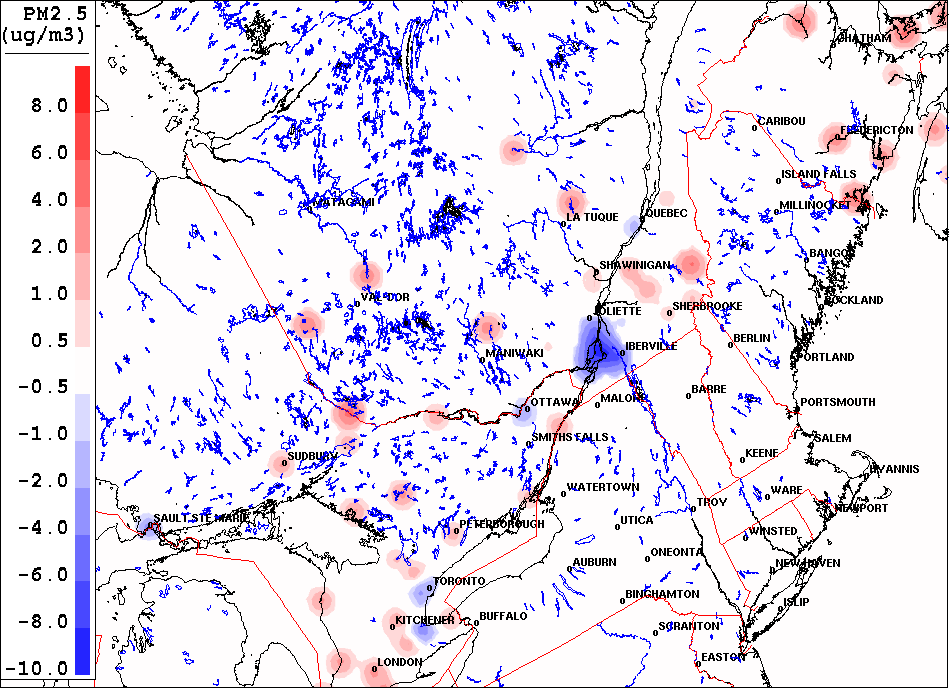 PM2.5
(ug/m3)
8.0
6.0
4.0
2.0
1.0
0.5
-0.5
-1.0
-2.0
-4.0
-6.0
-8.0
-10.0
CHATHAM
CARIBOU
FREDERICTON
ISLAND FALLS
MATAGAMI
MILLINOCKET
LA TUQUE
QUEBEC
BANGOR
SHAWINIGAN
VAL-D'OR
ROCKLAND
SHERBROOKE
JOLIETTE
BERLIN
IBERVILLE
MANIWAKI
PORTLAND
BARRE
MALONE
OTTAWA
PORTSMOUTH
SMITHS FALLS
SALEM
KEENE
SUDBURY
HYANNIS
WATERTOWN
WARE
TROY
NEWPORT
SAULT STE MARIE
PETERBOROUGH
UTICA
WINSTED
ONEONTA
AUBURN
NEW HAVEN
TORONTO
BINGHAMTON
ISLIP
KITCHENER
BUFFALO
SCRANTON
EASTON
LONDON